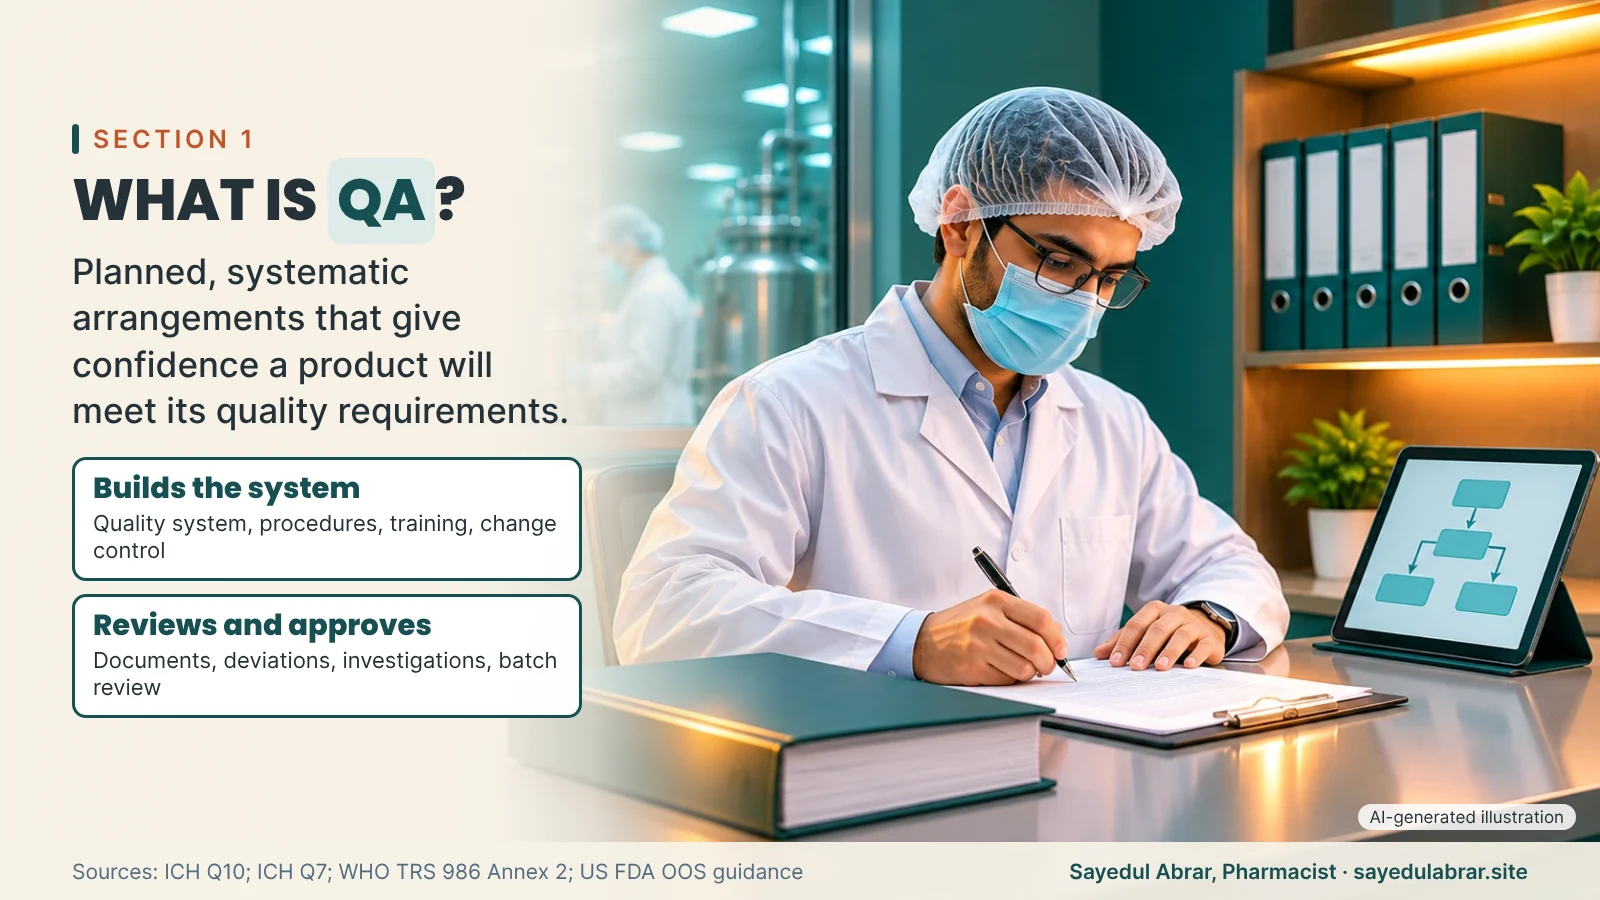 SECTION 1
WHAT IS QA?
Planned, systematic
arrangements that give
confidence a product will
meet its quality requirements.
Builds the system
Quality system, procedures, training, change
control
Reviews and approves
Documents, deviations, investigations, batch
review
AI-generated illustration
Sources: ICH Q10; ICH Q7; WHO TRS 986 Annex 2; US FDA OOS guidance
Sayedul Abrar, Pharmacist · sayedulabrar.site